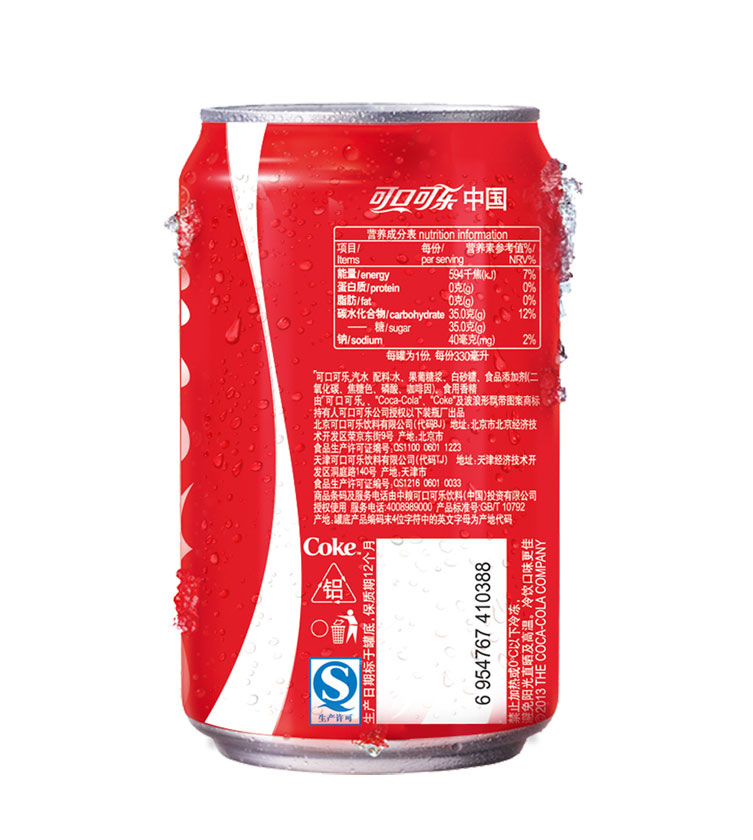 可口可乐 中国
营养成分表 nutrition information
项目/ 每份/ 营养素参考值%/
Items per serving NRV%
能量/energy 594千焦(kJ) 7%
蛋白质/protein 0克(g) 0%
脂肪/fat 0克(g) 0%
碳水化合物/carbohydrate 35.0克(g) 12%
—— 糖/sugar 35.0克(g)
钠/sodium 40毫克(mg) 2%
每罐为1份, 每份330毫升
"可口可乐,汽水 配料:水、果葡糖浆、白砂糖、食品添加剂(二
氧化碳、焦糖色、磷酸、咖啡因)、食用香精
由"可口可乐,、"Coca-Cola"、"Coke"及波浪形飘带图案商标
持有人可口可乐公司授权以下装瓶厂出品
北京可口可乐饮料有限公司(代码BJ) 地址:北京市北京经济技
术开发区荣京东街9号 产地:北京市
食品生产许可证编号:QS1100 0601 1223
天津可口可乐饮料有限公司(代码TJ) 地址:天津经济技术开
发区洞庭路140号 产地:天津市
食品生产许可证编号:QS1216 0601 0033
商品条码及服务电话由中粮可口可乐饮料(中国)投资有限公司
授权使用 服务电话:4008989000 产品标准号:GB/T 10792
产地:罐底产品编码末4位字符中的英文字母为产地代码
Coke™
铝
QS
生产许可
生产日期标于罐底,保质期12个月
6 954767 410388
禁止加热或0℃以下冷冻,
避免阳光直晒及高温,冷饮口味更佳
©2013 THE COCA-COLA COMPANY